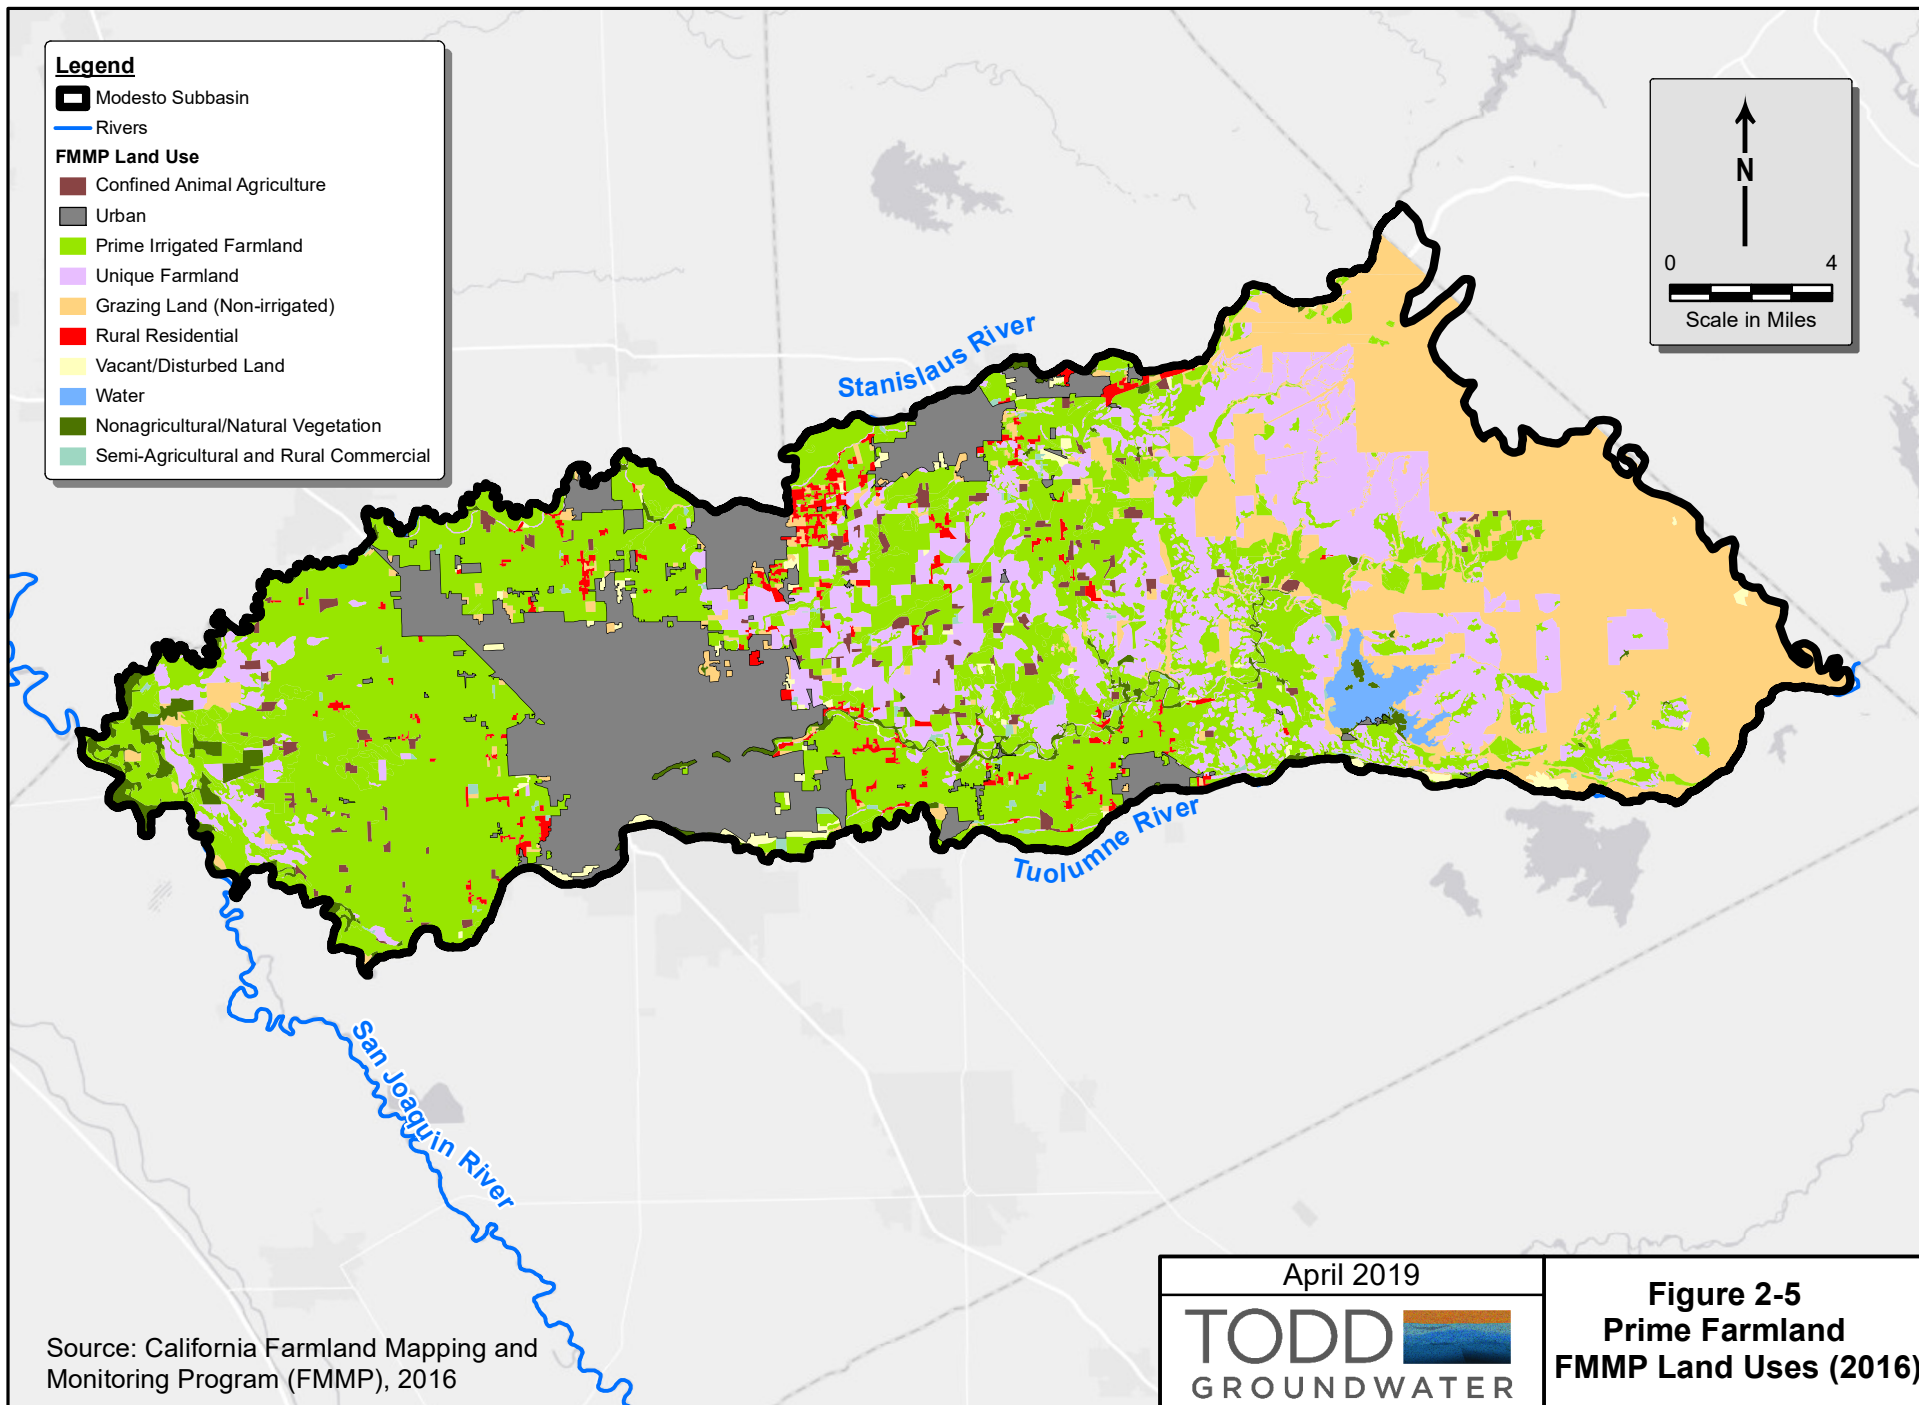 Legend
Modesto Subbasin
Rivers
FMMP Land Use
Confined Animal Agriculture
Urban
Prime Irrigated Farmland
Unique Farmland
Grazing Land (Non-irrigated)
Rural Residential
Vacant/Disturbed Land
Water
Nonagricultural/Natural Vegetation
Semi-Agricultural and Rural Commercial
N
0 4
Scale in Miles
Stanislaus River
Tuolumne River
San Joaquin River
Source: California Farmland Mapping and
Monitoring Program (FMMP), 2016
April 2019
TODD
GROUNDWATER
Figure 2-5
Prime Farmland
FMMP Land Uses (2016)